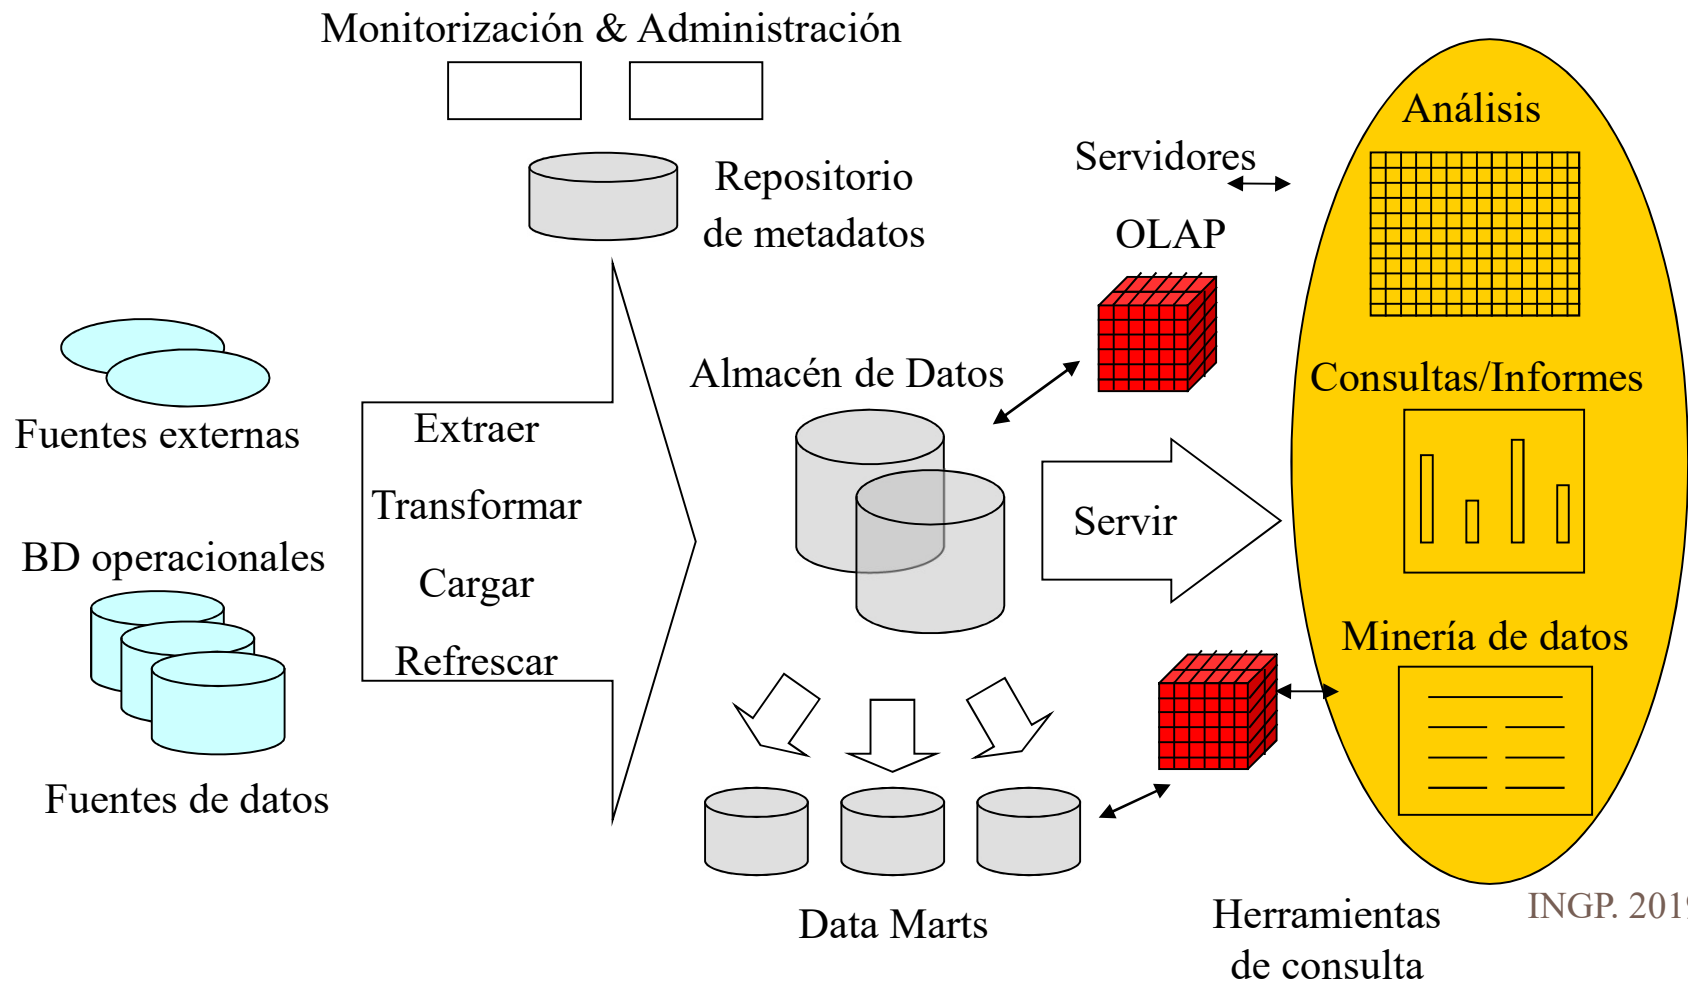 Monitorización & Administración
Repositorio
de metadatos
Servidores
OLAP
Análisis
Fuentes externas
Extraer
Transformar
Cargar
Refrescar
Almacén de Datos
Consultas/Informes
BD operacionales
Servir
Minería de datos
Fuentes de datos
Data Marts
Herramientas
de consulta
INGP. 2019